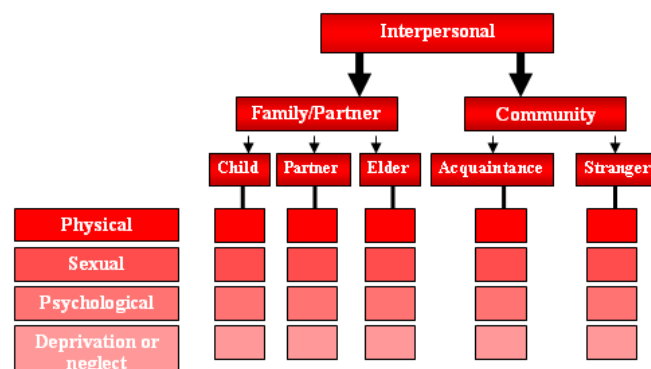 Interpersonal
Family/Partner
Community
Child
Partner
Elder
Acquaintance
Stranger
Physical
Sexual
Psychological
Deprivation or
neglect